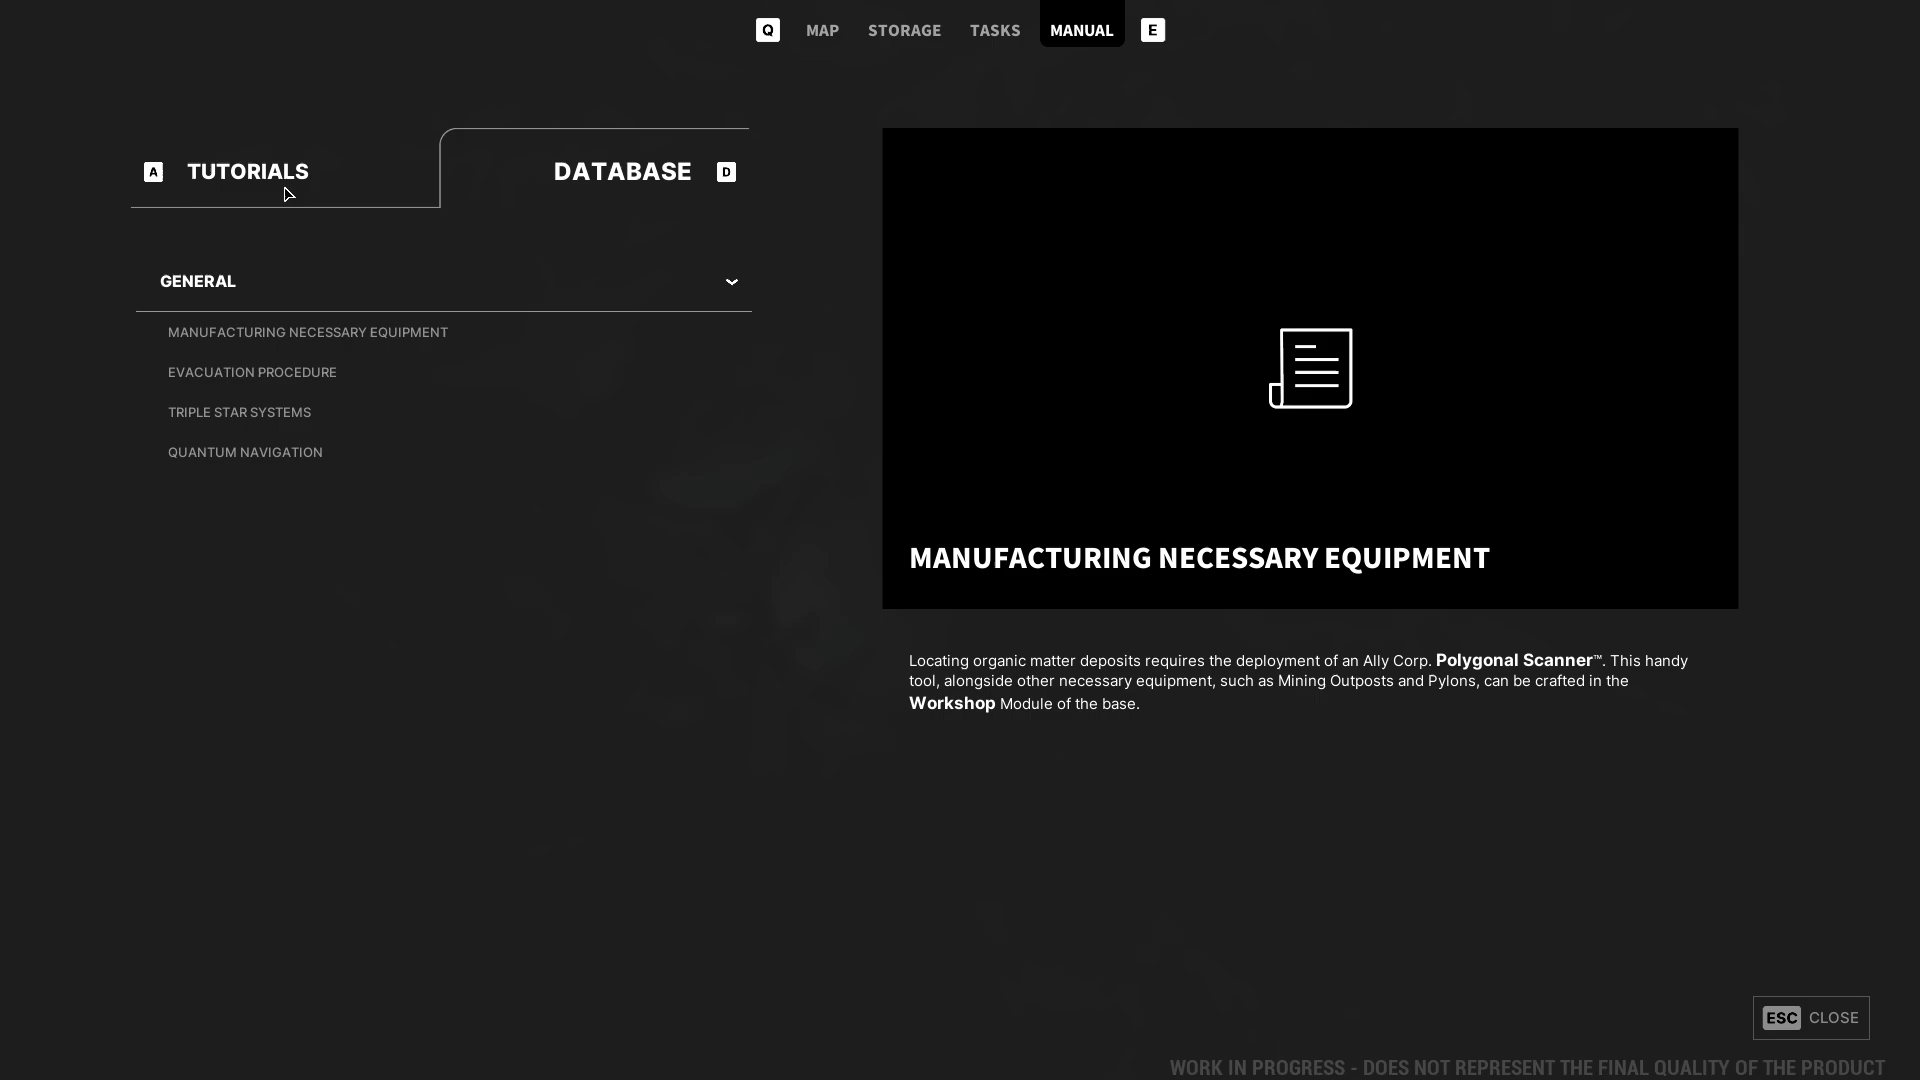 Q MAP STORAGE TASKS MANUAL E
A TUTORIALS DATABASE D
GENERAL
MANUFACTURING NECESSARY EQUIPMENT
EVACUATION PROCEDURE
TRIPLE STAR SYSTEMS
QUANTUM NAVIGATION
MANUFACTURING NECESSARY EQUIPMENT
Locating organic matter deposits requires the deployment of an Ally Corp. Polygonal Scanner™. This handy
tool, alongside other necessary equipment, such as Mining Outposts and Pylons, can be crafted in the
Workshop Module of the base.
ESC CLOSE
WORK IN PROGRESS - DOES NOT REPRESENT THE FINAL QUALITY OF THE PRODUCT